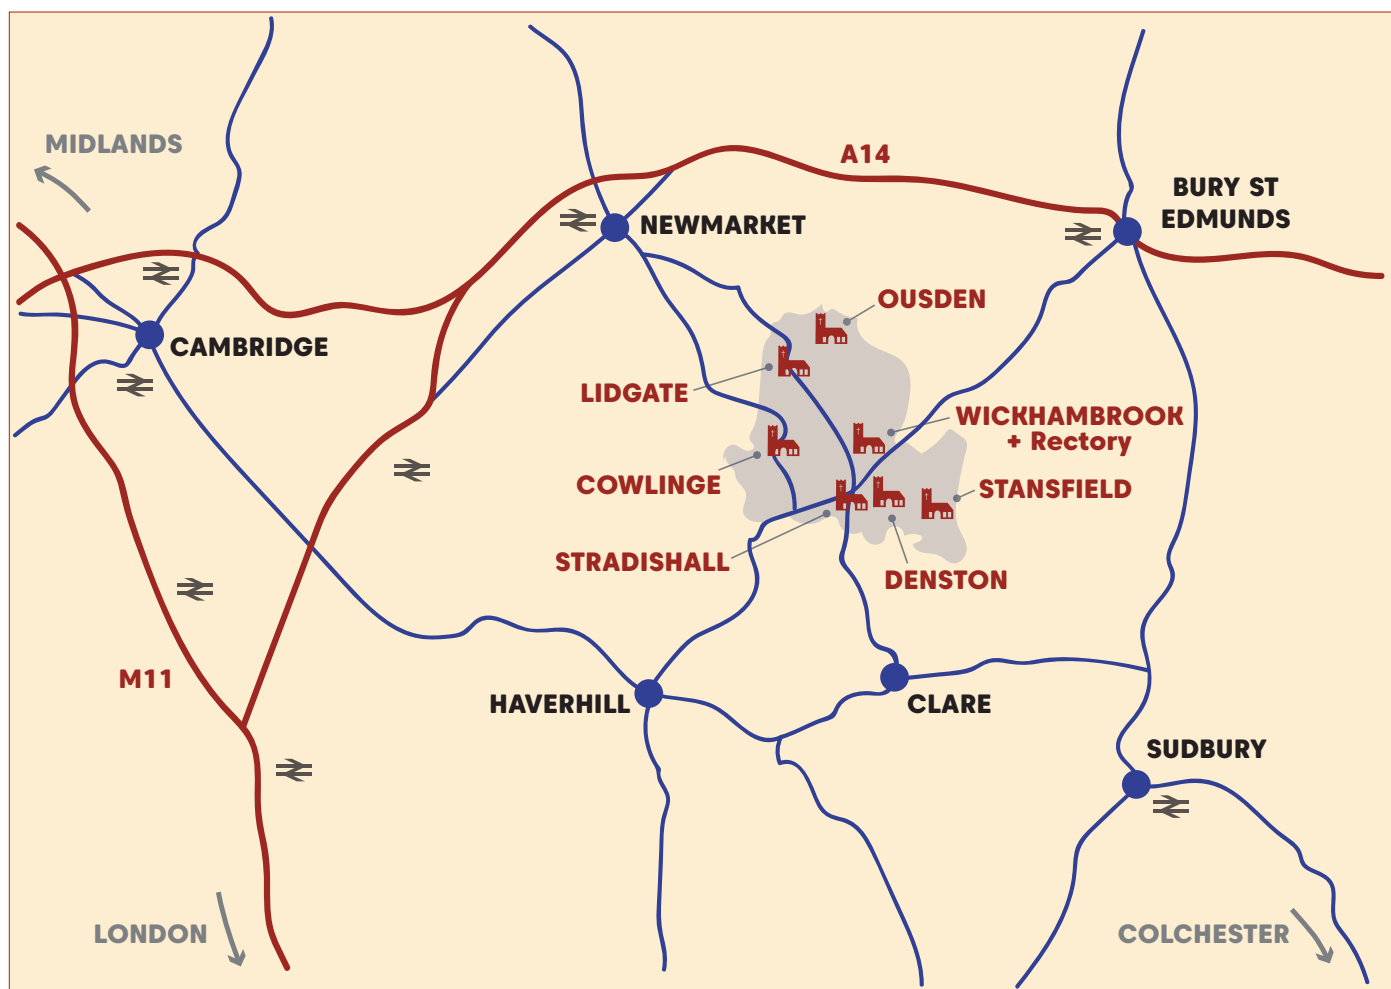 MIDLANDS
A14
BURY ST
EDMUNDS
NEWMARKET
OUSDEN
CAMBRIDGE
LIDGATE
WICKHAMBROOK
+ Rectory
COWLINGE
STANSFIELD
STRADISHALL
DENSTON
M11
HAVERHILL
CLARE
SUDBURY
LONDON
COLCHESTER